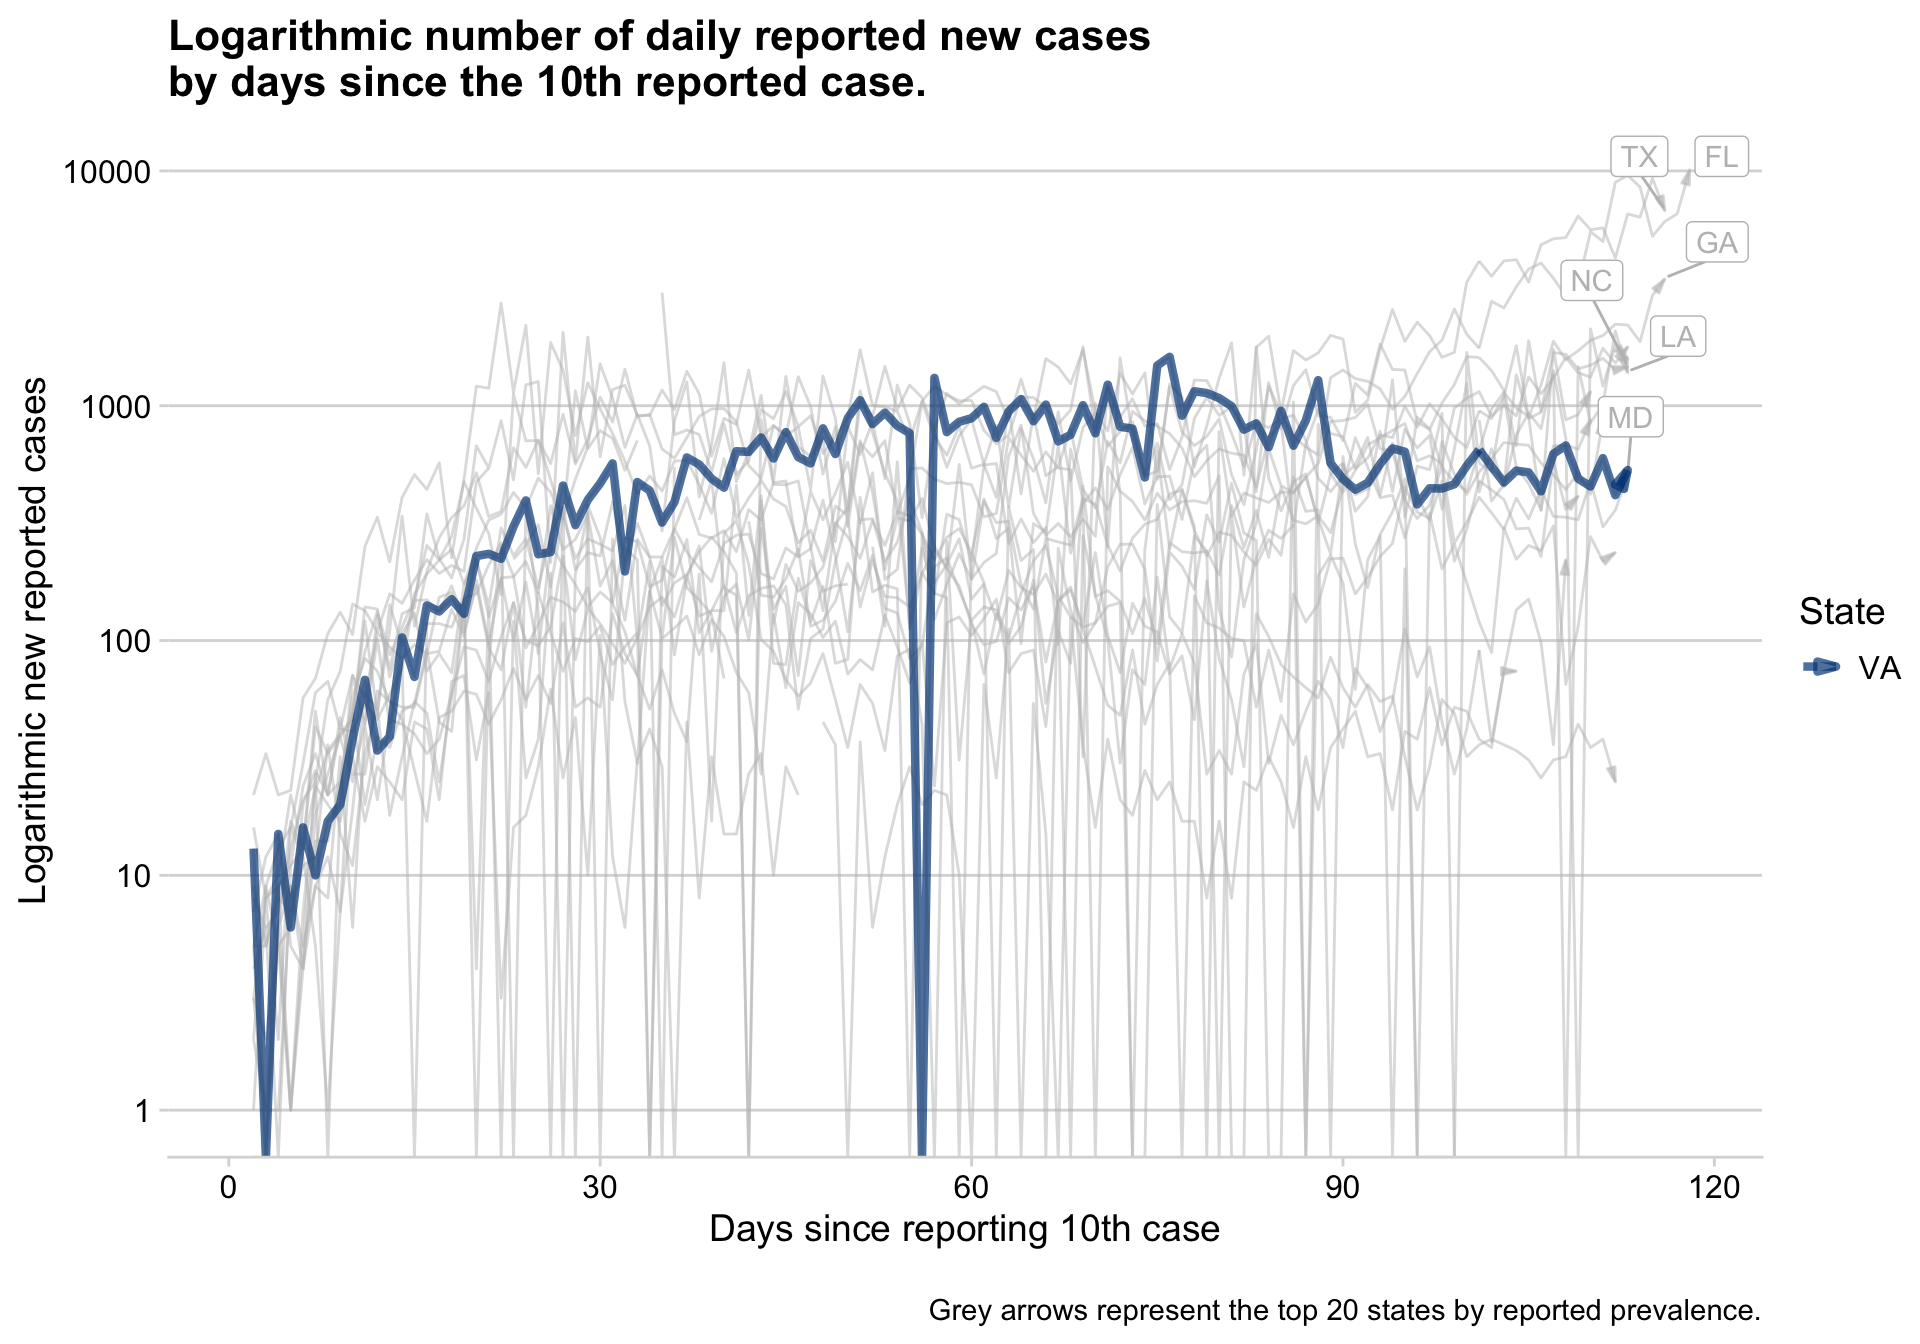 Logarithmic number of daily reported new cases
by days since the 10th reported case.
Logarithmic new reported cases
10000
1000
100
10
1
TX
FL
GA
NC
LA
MD
State
VA
0
30
60
90
120
Days since reporting 10th case
Grey arrows represent the top 20 states by reported prevalence.